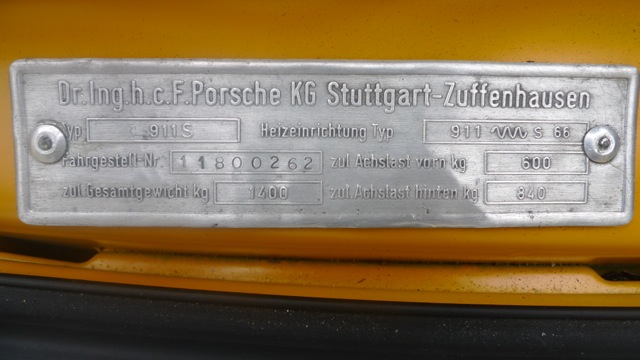 Dr.Ing.h.c.F.Porsche KG Stuttgart-Zuffenhausen
Typ 911S Heizeinrichtung Typ 911 S 66
Fahrgestell-Nr. 11800262 zul.Achslast vorn kg 600
zul.Gesamtgewicht kg 1400 zul.Achslast hinten kg 840